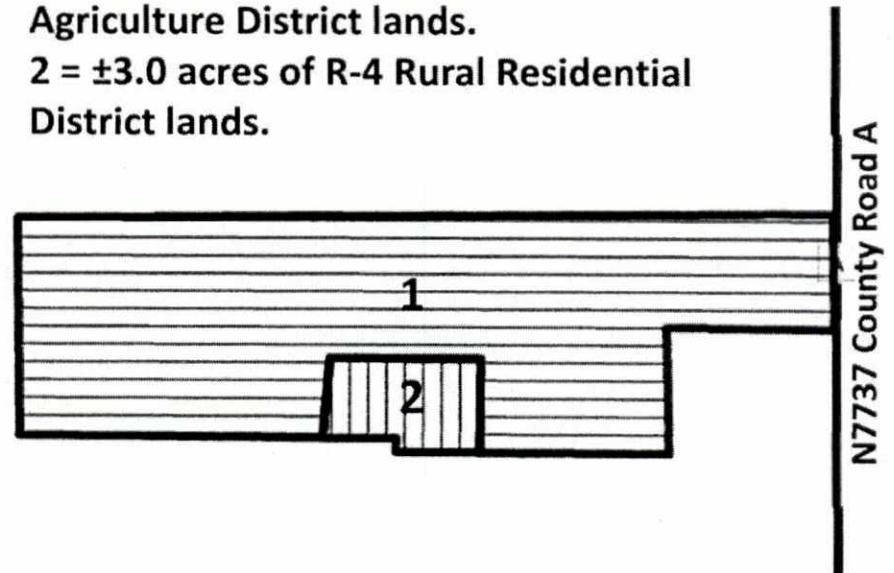 Agriculture District lands.
2 = ±3.0 acres of R-4 Rural Residential
District lands.
1
2
N7737 County Road A